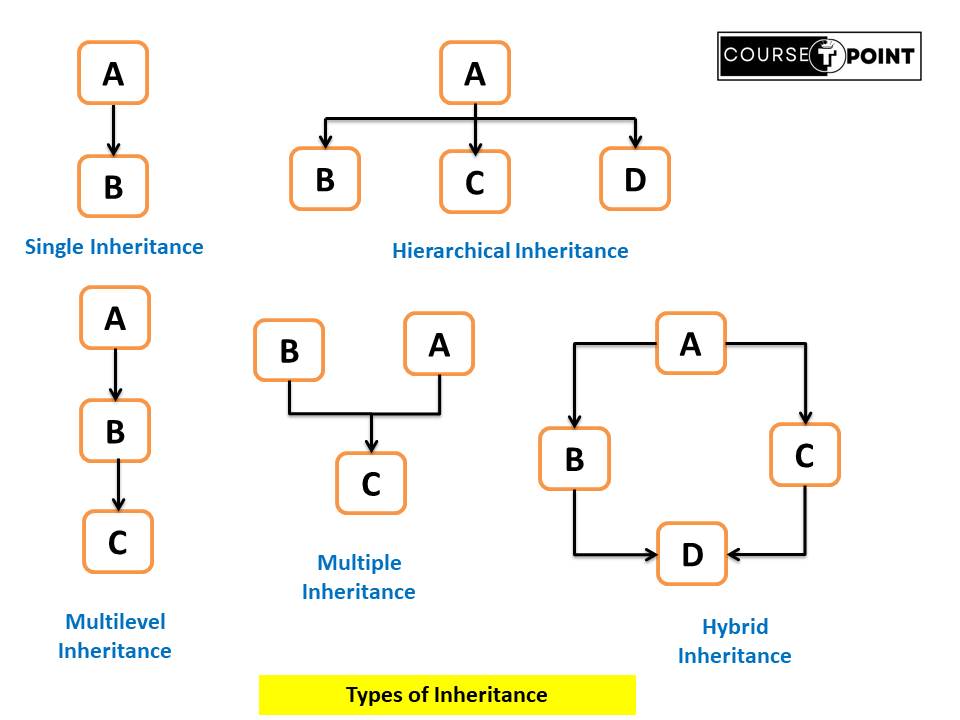 COURSE T POINT
A
B
Single Inheritance
A
B
C
D
Hierarchical Inheritance
A
B
C
Multilevel
Inheritance
B
A
C
Multiple
Inheritance
A
B
C
D
Hybrid
Inheritance
Types of Inheritance